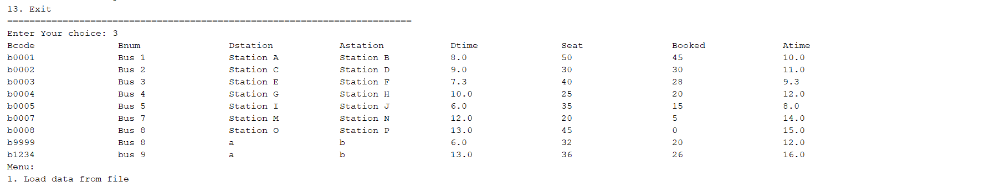 13. Exit
=========================================================================
Enter Your choice: 3
Bcode Bnum Dstation Astation Dtime Seat Booked Atime
b0001 Bus 1 Station A Station B 8.0 50 45 10.0
b0002 Bus 2 Station C Station D 9.0 30 30 11.0
b0003 Bus 3 Station E Station F 7.3 40 28 9.3
b0004 Bus 4 Station G Station H 10.0 25 20 12.0
b0005 Bus 5 Station I Station J 6.0 35 15 8.0
b0007 Bus 7 Station M Station N 12.0 20 5 14.0
b0008 Bus 8 Station O Station P 13.0 45 0 15.0
b9999 Bus 8 a b 6.0 32 20 12.0
b1234 bus 9 a b 13.0 36 26 16.0
Menu:
1. Load data from file